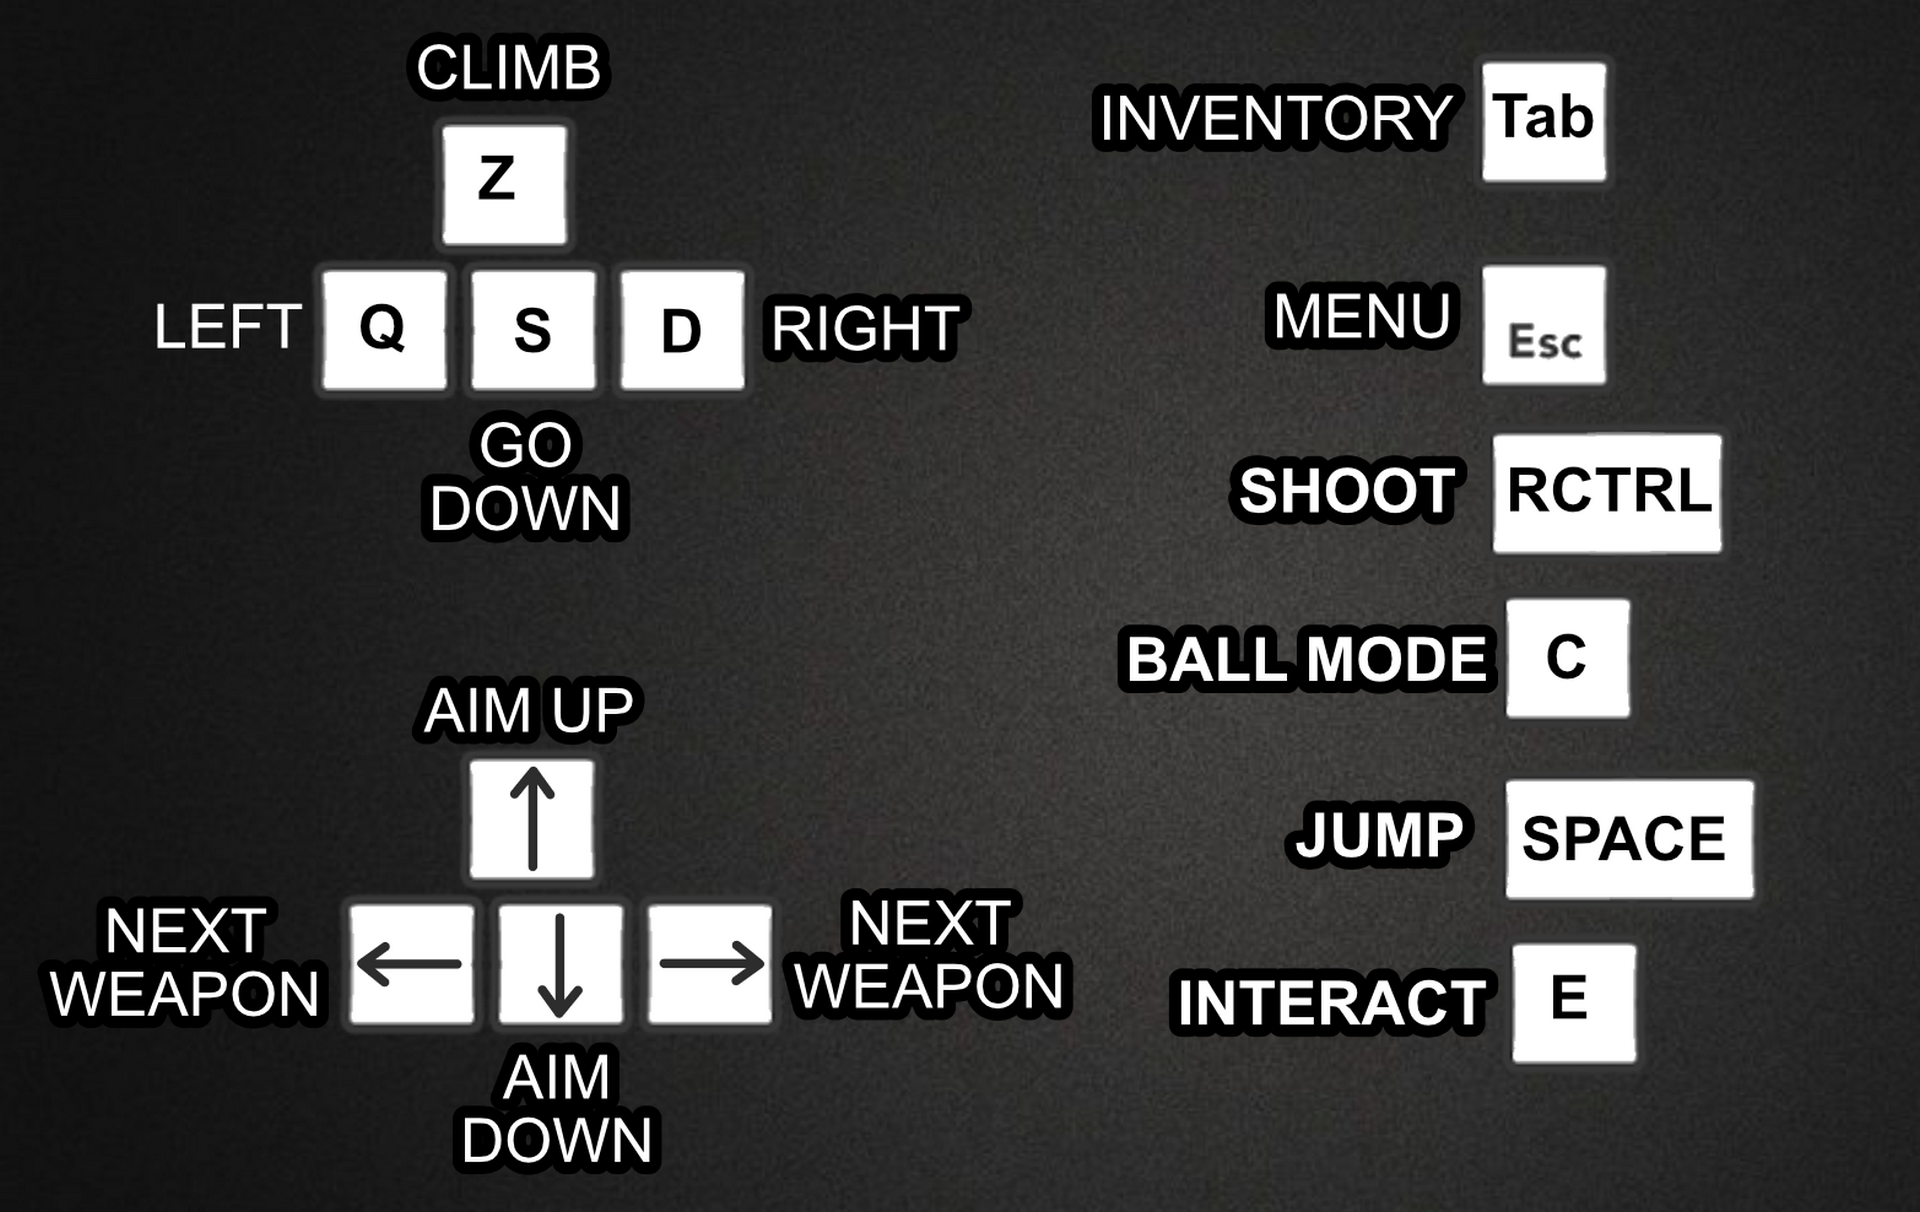 CLIMB
Z
LEFT Q S D RIGHT
GO
DOWN
AIM UP
↑
NEXT
WEAPON
← ↓ →
NEXT
WEAPON
AIM
DOWN
INVENTORY Tab
MENU Esc
SHOOT RCTRL
BALL MODE C
JUMP SPACE
INTERACT E